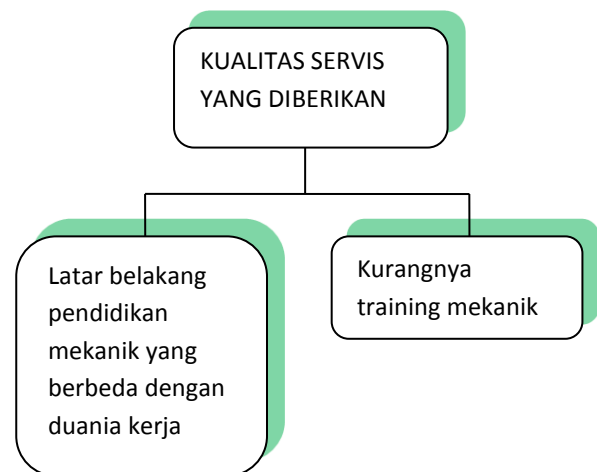 KUALITAS SERVIS
YANG DIBERIKAN
Latar belakang
pendidikan
mekanik yang
berbeda dengan
duania kerja
Kurangnya
training mekanik